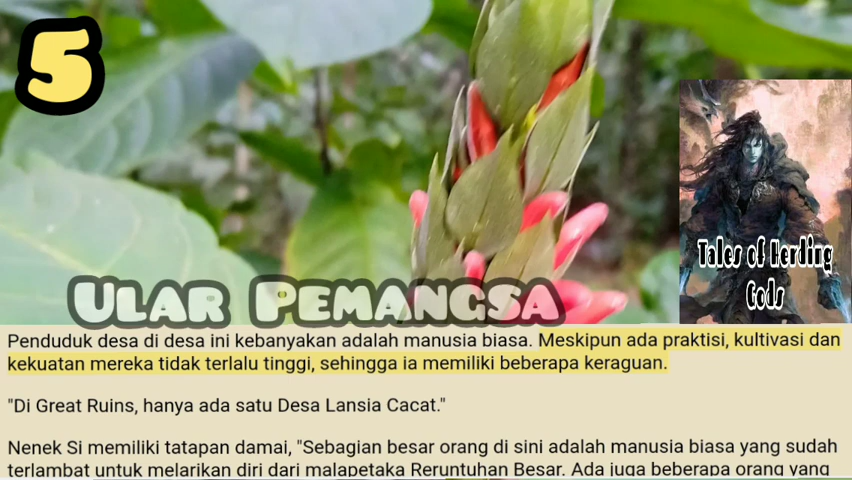 5
Tales of Herding
Gods
ULAR PEMANGSA
Penduduk desa di desa ini kebanyakan adalah manusia biasa. Meskipun ada praktisi, kultivasi dan
kekuatan mereka tidak terlalu tinggi, sehingga ia memiliki beberapa keraguan.
"Di Great Ruins, hanya ada satu Desa Lansia Cacat."
Nenek Si memiliki tatapan damai, "Sebagian besar orang di sini adalah manusia biasa yang sudah
terlambat untuk melarikan diri dari malapetaka Reruntuhan Besar. Ada juga beberapa orang yang